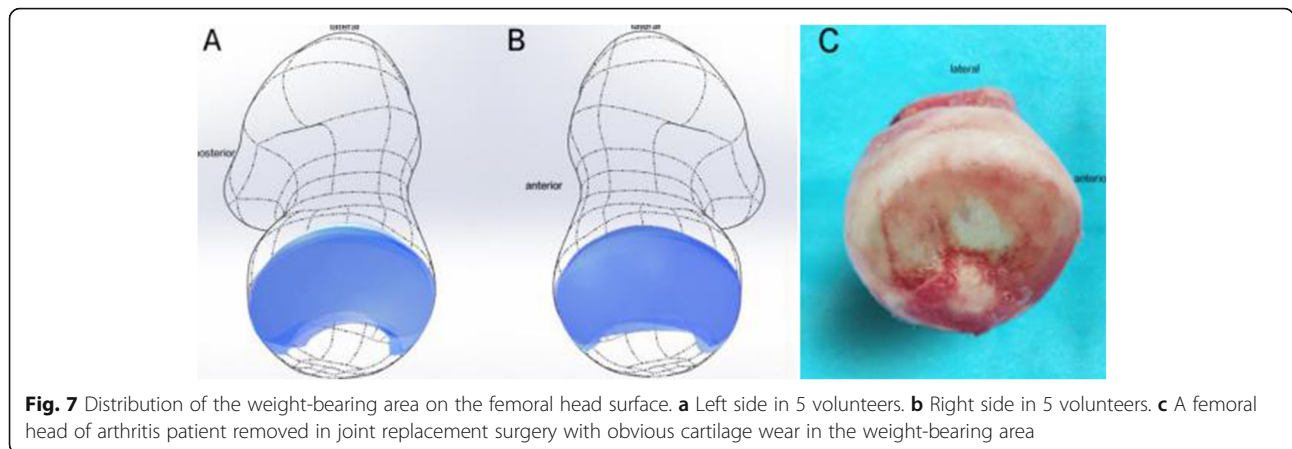 A
B
C
lateral
posterior
anterior
anterior
Fig. 7 Distribution of the weight-bearing area on the femoral head surface. a Left side in 5 volunteers. b Right side in 5 volunteers. c A femoral
head of arthritis patient removed in joint replacement surgery with obvious cartilage wear in the weight-bearing area